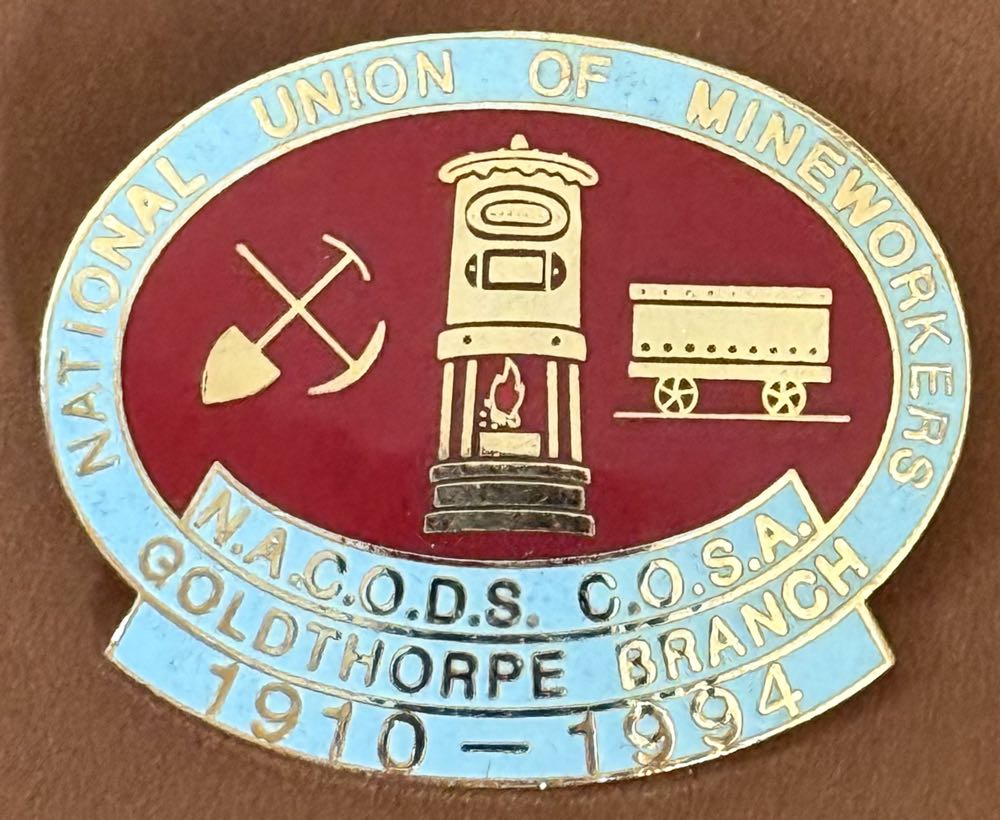 NATIONAL UNION OF MINEWORKERS
N.A.C.O.D.S. C.O.S.A.
GOLDTHORPE BRANCH
1910 — 1994